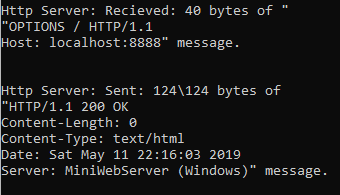 Http Server: Recieved: 40 bytes of "
"OPTIONS / HTTP/1.1
Host: localhost:8888" message.
Http Server: Sent: 124\124 bytes of
"HTTP/1.1 200 OK
Content-Length: 0
Content-Type: text/html
Date: Sat May 11 22:16:03 2019
Server: MiniWebServer (Windows)" message.